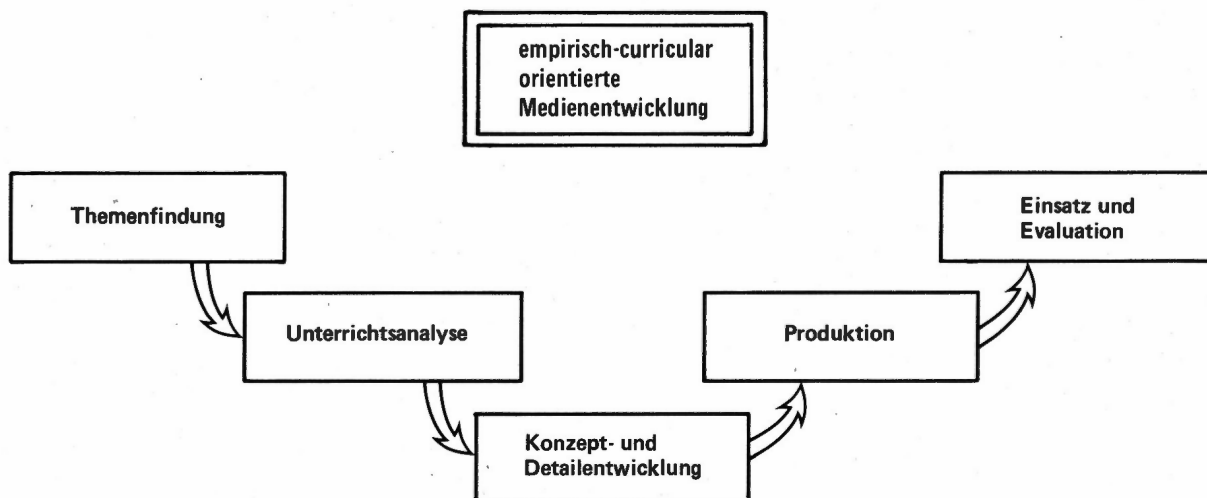 empirisch-curricular
orientierte
Medienentwicklung
Themenfindung
Unterrichtsanalyse
Konzept- und
Detailentwicklung
Produktion
Einsatz und
Evaluation